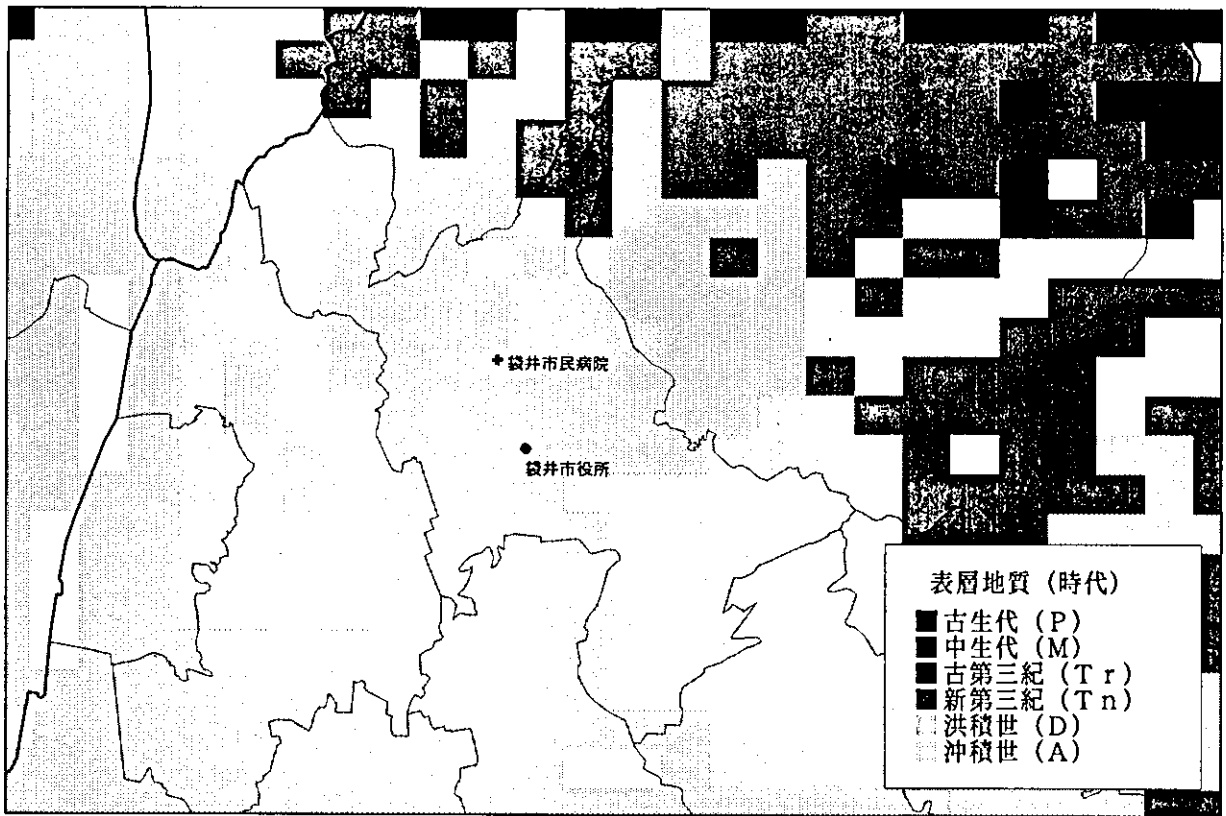 袋井市民病院
袋井市役所
表層地質 (時代)
古生代 (P)
中生代 (M)
古第三紀 (Tr)
新第三紀 (Tn)
洪積世 (D)
沖積世 (A)